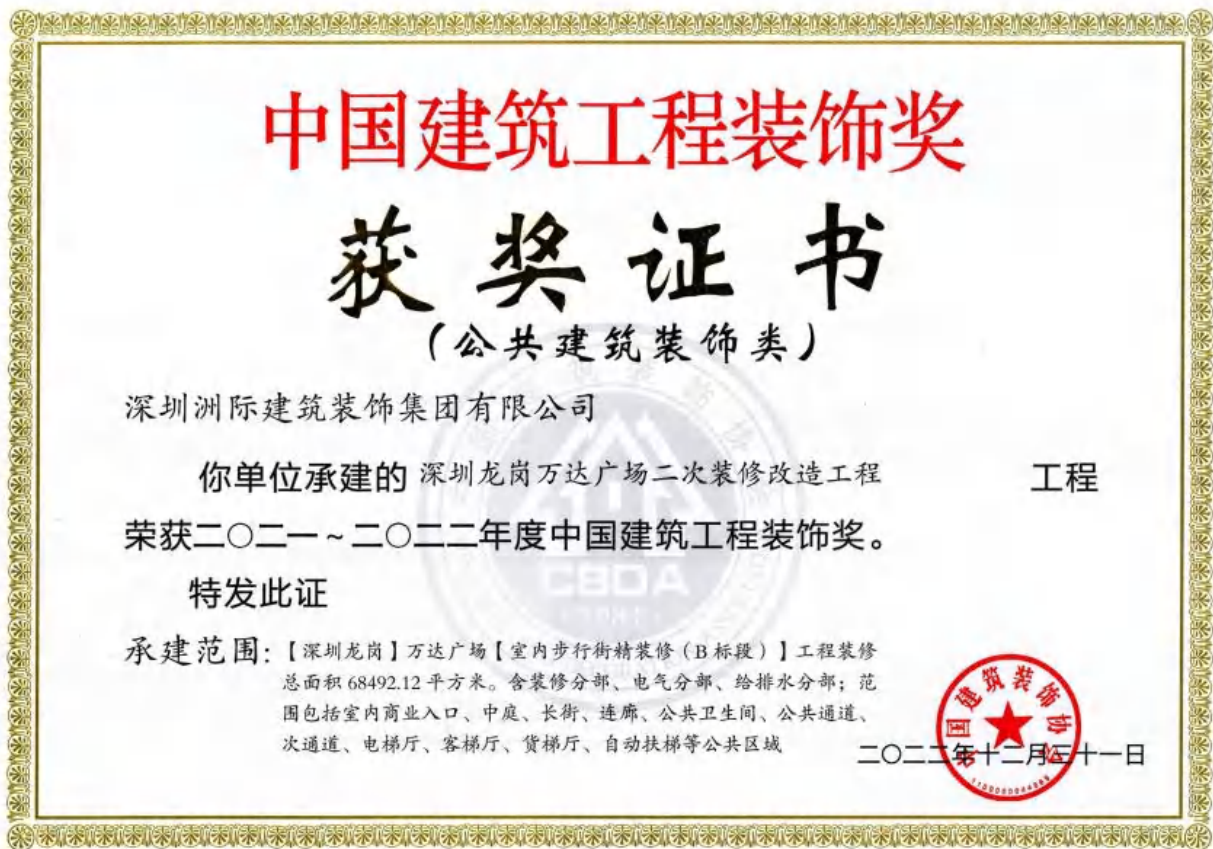 中国建筑工程装饰奖
获奖证书
（公共建筑装饰类）
深圳洲际建筑装饰集团有限公司
你单位承建的 深圳龙岗万达广场二次装修改造工程 工程
荣获二〇二一～二〇二二年度中国建筑工程装饰奖。
特发此证
承建范围：【深圳龙岗】万达广场【室内步行街精装修（B标段）】工程装修
总面积68492.12平方米。含装修分部、电气分部、给排水分部；范
围包括室内商业入口、中庭、长街、连廊、公共卫生间、公共通道、
次通道、电梯厅、客梯厅、货梯厅、自动扶梯等公共区域
二〇二二年十二月三十一日
中国建筑装饰协会
CBDA